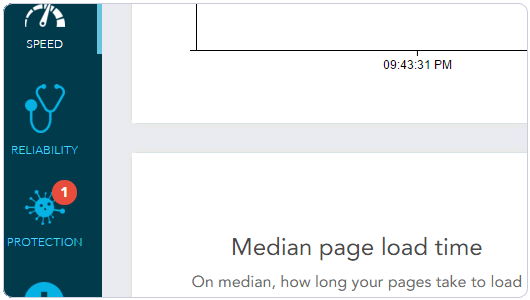 SPEED
09:43:31 PM
RELIABILITY
1
PROTECTION
Median page load time
On median, how long your pages take to load